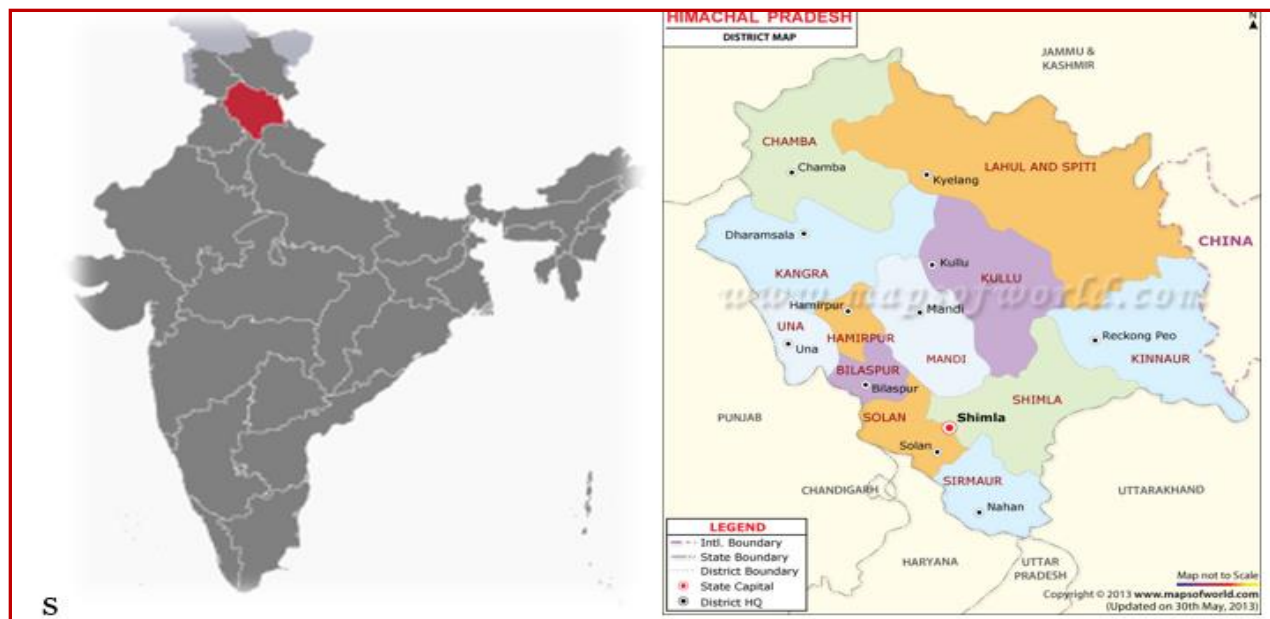 S
HIMACHAL PRADESH
DISTRICT MAP
N
JAMMU &
KASHMIR
CHAMBA
Chamba
LAHUL AND SPITI
Kyelang
Dharamsala
CHINA
Kullu
KANGRA
KULLU
www.mapsofworld.com
Hamirpur
Mandi
UNA
Reckong Peo
Una
HAMIRPUR
MANDI
KINNAUR
BILASPUR
Bilaspur
SHIMLA
PUNJAB
SOLAN
Shimla
Solan
SIRMAUR
CHANDIGARH
UTTARAKHAND
Nahan
LEGEND
Intl. Boundary
State Boundary
District Boundary
State Capital
District HQ
HARYANA
UTTAR
PRADESH
Map not to Scale
Copyright © 2013 www.mapsofworld.com
(Updated on 30th May, 2013)